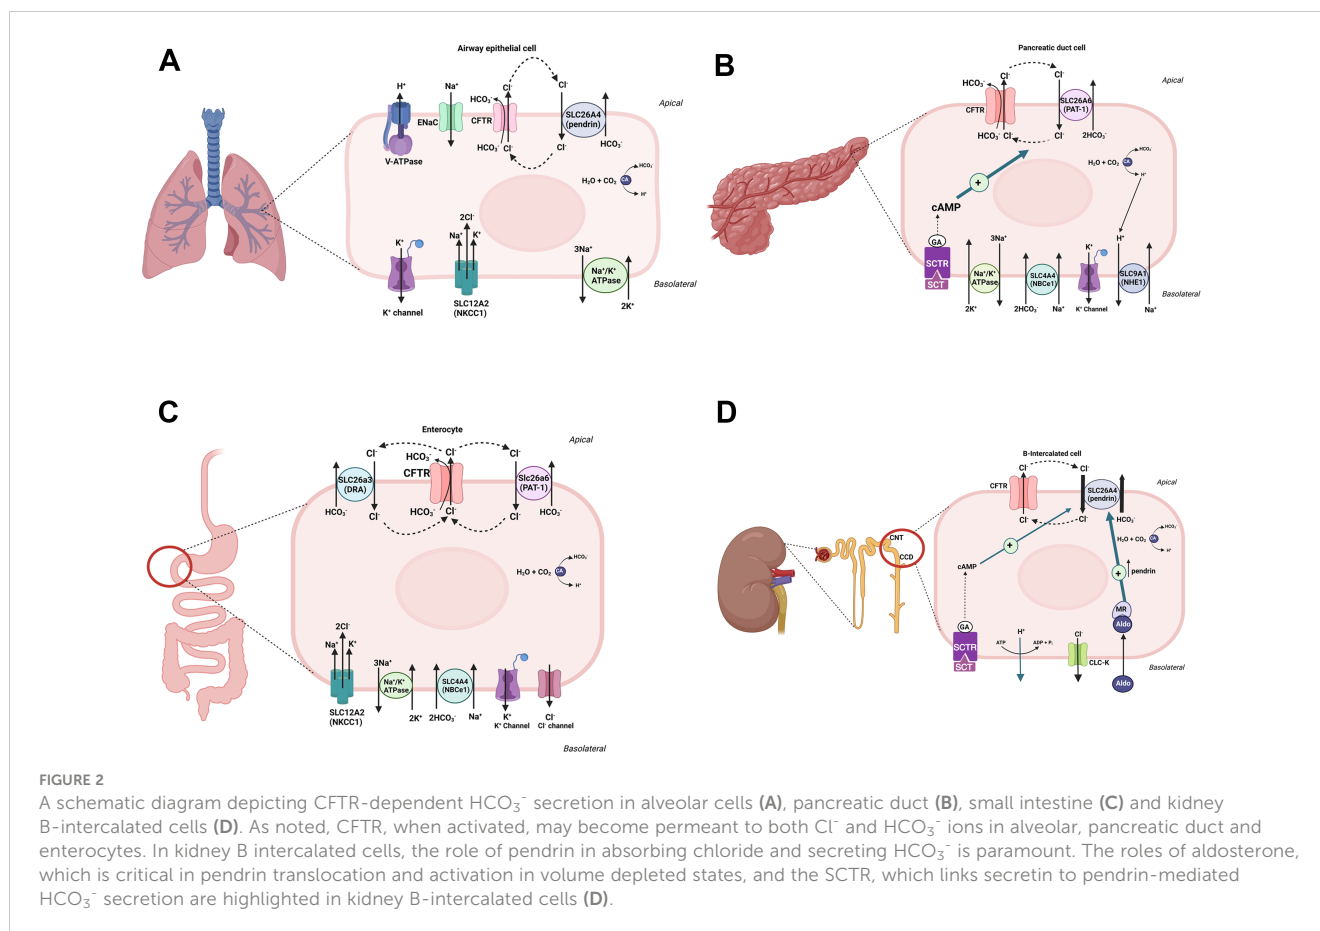 A
Airway epithelial cell
Apical
H⁺
Na⁺
HCO₃⁻
Cl⁻
Cl⁻
ENaC
CFTR
SLC26A4
(pendrin)
V-ATPase
HCO₃⁻
Cl⁻
Cl⁻
HCO₃⁻
H₂O + CO₂
CA
HCO₃⁻
H⁺
2Cl⁻
Na⁺
K⁺
K⁺
3Na⁺
Na⁺/K⁺
ATPase
2K⁺
Basolateral
K⁺ channel
SLC12A2
(NKCC1)
B
Pancreatic duct cell
Apical
HCO₃⁻
Cl⁻
Cl⁻
CFTR
SLC26A6
(PAT-1)
HCO₃⁻
Cl⁻
Cl⁻
2HCO₃⁻
H₂O + CO₂
CA
HCO₃⁻
H⁺
+
cAMP
GA
SCTR
SCT
3Na⁺
Na⁺/K⁺
ATPase
2K⁺
SLC4A4
(NBCe1)
2HCO₃⁻
Na⁺
K⁺
K⁺ Channel
H⁺
SLC9A1
(NHE1)
Na⁺
Basolateral
C
Enterocyte
Apical
Cl⁻
HCO₃⁻
Cl⁻
Cl⁻
CFTR
SLC26a3
(DRA)
Slc26a6
(PAT-1)
HCO₃⁻
Cl⁻
HCO₃⁻
Cl⁻
Cl⁻
HCO₃⁻
H₂O + CO₂
CA
HCO₃⁻
H⁺
2Cl⁻
Na⁺
K⁺
SLC12A2
(NKCC1)
3Na⁺
Na⁺/K⁺
ATPase
2K⁺
SLC4A4
(NBCe1)
2HCO₃⁻
Na⁺
K⁺
K⁺ Channel
Cl⁻
Cl⁻ channel
Basolateral
D
B-Intercalated cell
Apical
Cl⁻
Cl⁻
CFTR
SLC26A4
(pendrin)
Cl⁻
Cl⁻
HCO₃⁻
CNT
CCD
H₂O + CO₂
CA
HCO₃⁻
H⁺
+
cAMP
+
pendrin
MR
Aldo
GA
SCTR
SCT
ATP
H⁺
ADP + Pᵢ
Cl⁻
CLC-K
Aldo
Basolateral
FIGURE 2
A schematic diagram depicting CFTR-dependent HCO₃⁻ secretion in alveolar cells (A), pancreatic duct (B), small intestine (C) and kidney
B-intercalated cells (D). As noted, CFTR, when activated, may become permeant to both Cl⁻ and HCO₃⁻ ions in alveolar, pancreatic duct and
enterocytes. In kidney B intercalated cells, the role of pendrin in absorbing chloride and secreting HCO₃⁻ is paramount. The roles of aldosterone,
which is critical in pendrin translocation and activation in volume depleted states, and the SCTR, which links secretin to pendrin-mediated
HCO₃⁻ secretion are highlighted in kidney B-intercalated cells (D).